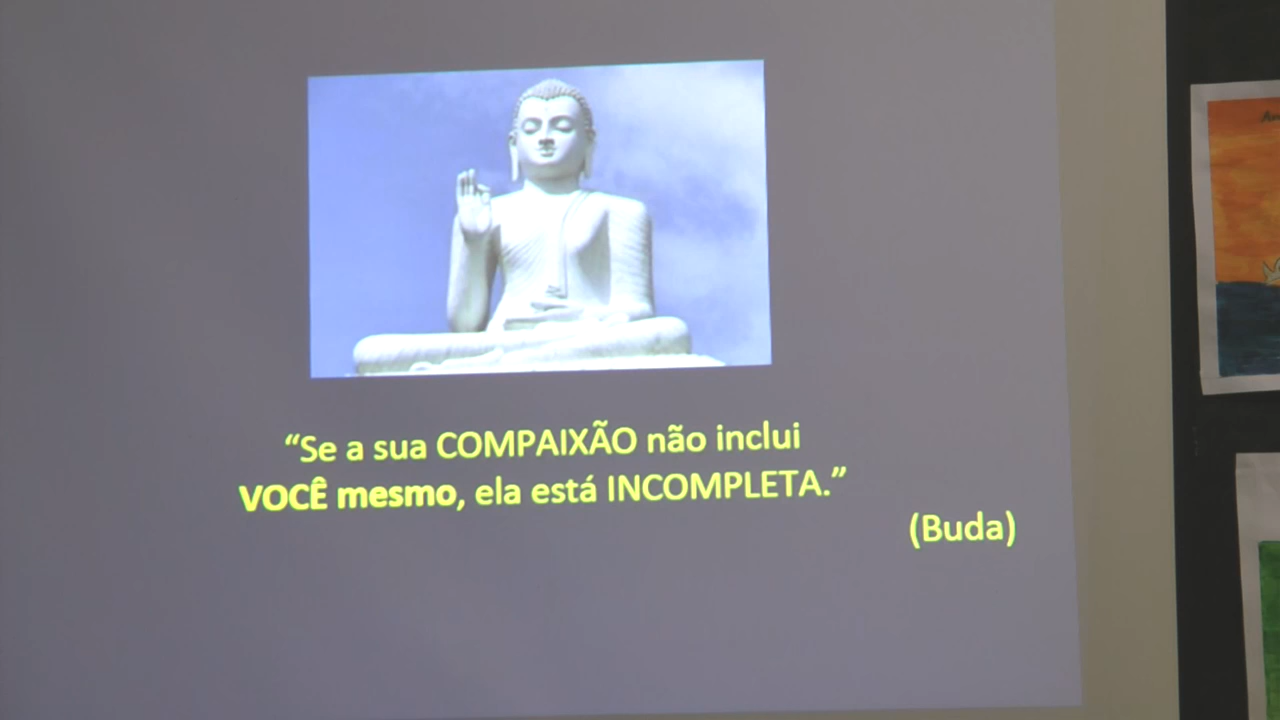 “Se a sua COMPAIXÃO não inclui
VOCÊ mesmo, ela está INCOMPLETA.”
(Buda)